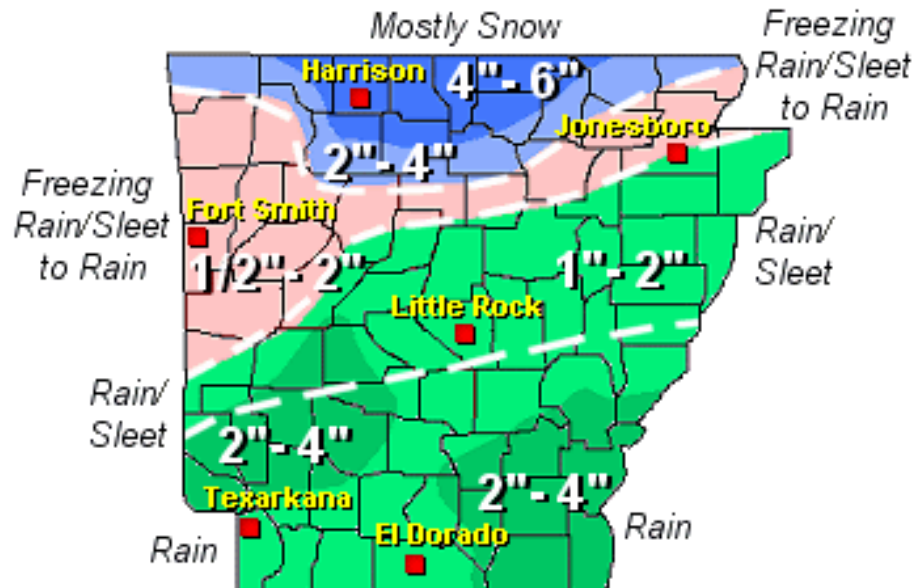 Mostly Snow
Freezing
Rain/Sleet
to Rain
Harrison
4"- 6"
Jonesboro
2"- 4"
Freezing
Rain/Sleet
to Rain
Fort Smith
1/2"- 2"
1"- 2"
Rain/
Sleet
Little Rock
Rain/
Sleet
2"- 4"
2"- 4"
Texarkana
El Dorado
Rain
Rain